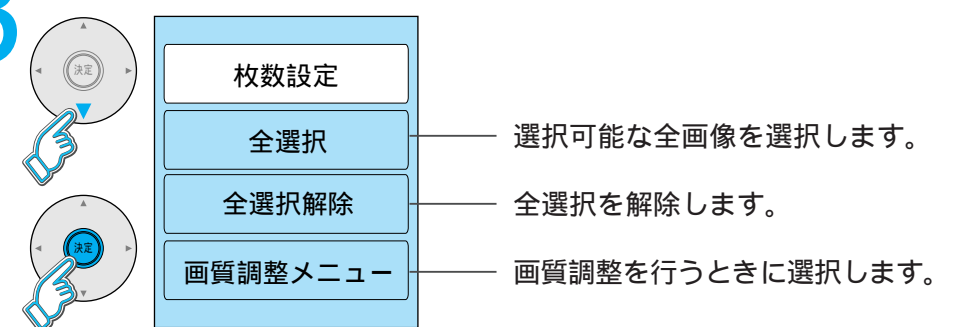 決定
枚数設定
全選択
選択可能な全画像を選択します。
全選択解除
全選択を解除します。
決定
画質調整メニュー
画質調整を行うときに選択します。